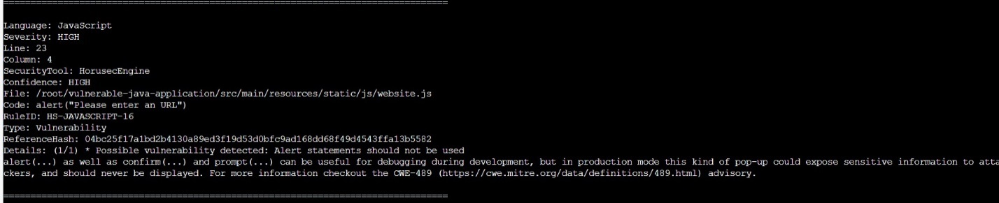 Language: JavaScript
Severity: HIGH
Line: 23
Column: 4
SecurityTool: HorusecEngine
Confidence: HIGH
File: /root/vulnerable-java-application/src/main/resources/static/js/website.js
Code: alert("Please enter an URL")
RuleID: HS-JAVASCRIPT-16
Type: Vulnerability
ReferenceHash: 04bc25f17a1bd2b4130a89ed3f19d53d0bfc9ad168dd68f49d4543ffa13b5582
Details: (1/1) * Possible vulnerability detected: Alert statements should not be used
alert(...) as well as confirm(...) and prompt(...) can be useful for debugging during development, but in production mode this kind of pop-up could expose sensitive information to atta
ckers, and should never be displayed. For more information checkout the CWE-489 (https://cwe.mitre.org/data/definitions/489.html) advisory.